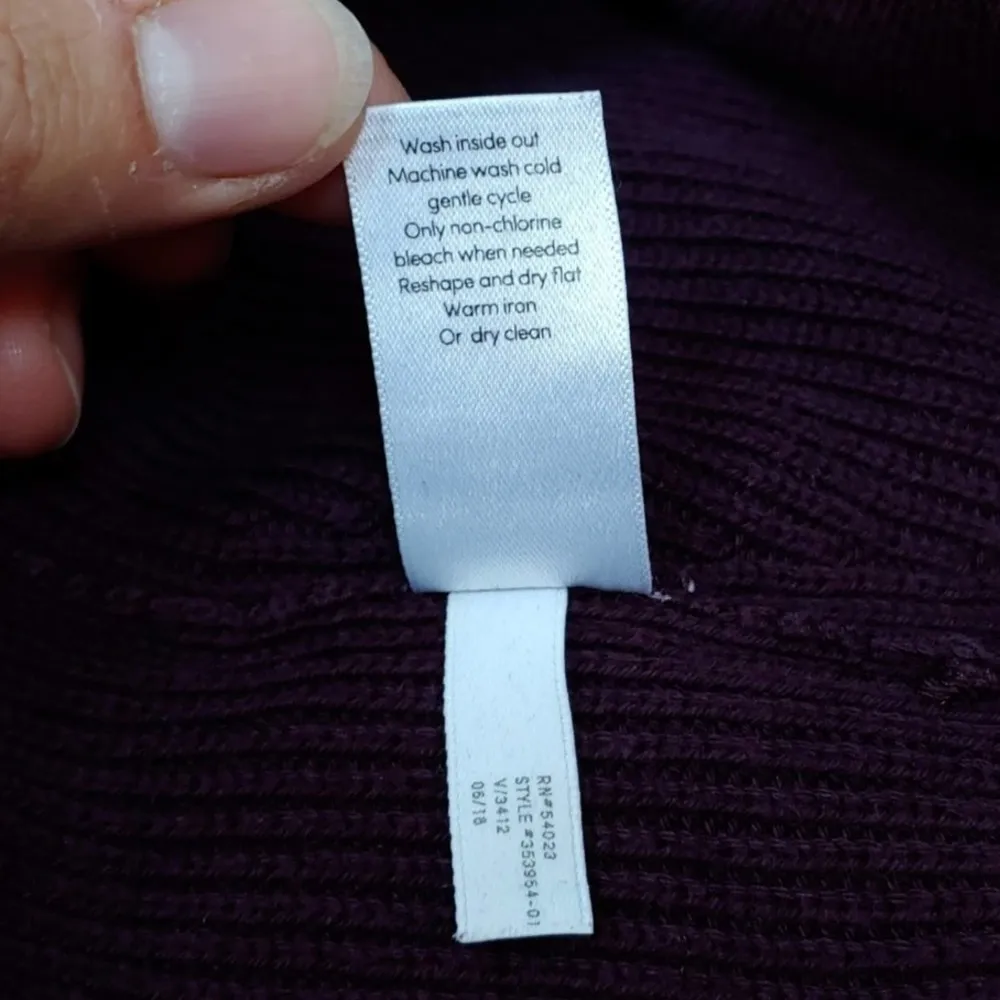 Wash inside out
Machine wash cold
gentle cycle
Only non-chlorine
bleach when needed
Reshape and dry flat
Warm iron
Or dry clean
RN#54023
STYLE #353954-01
V/3412
06/18